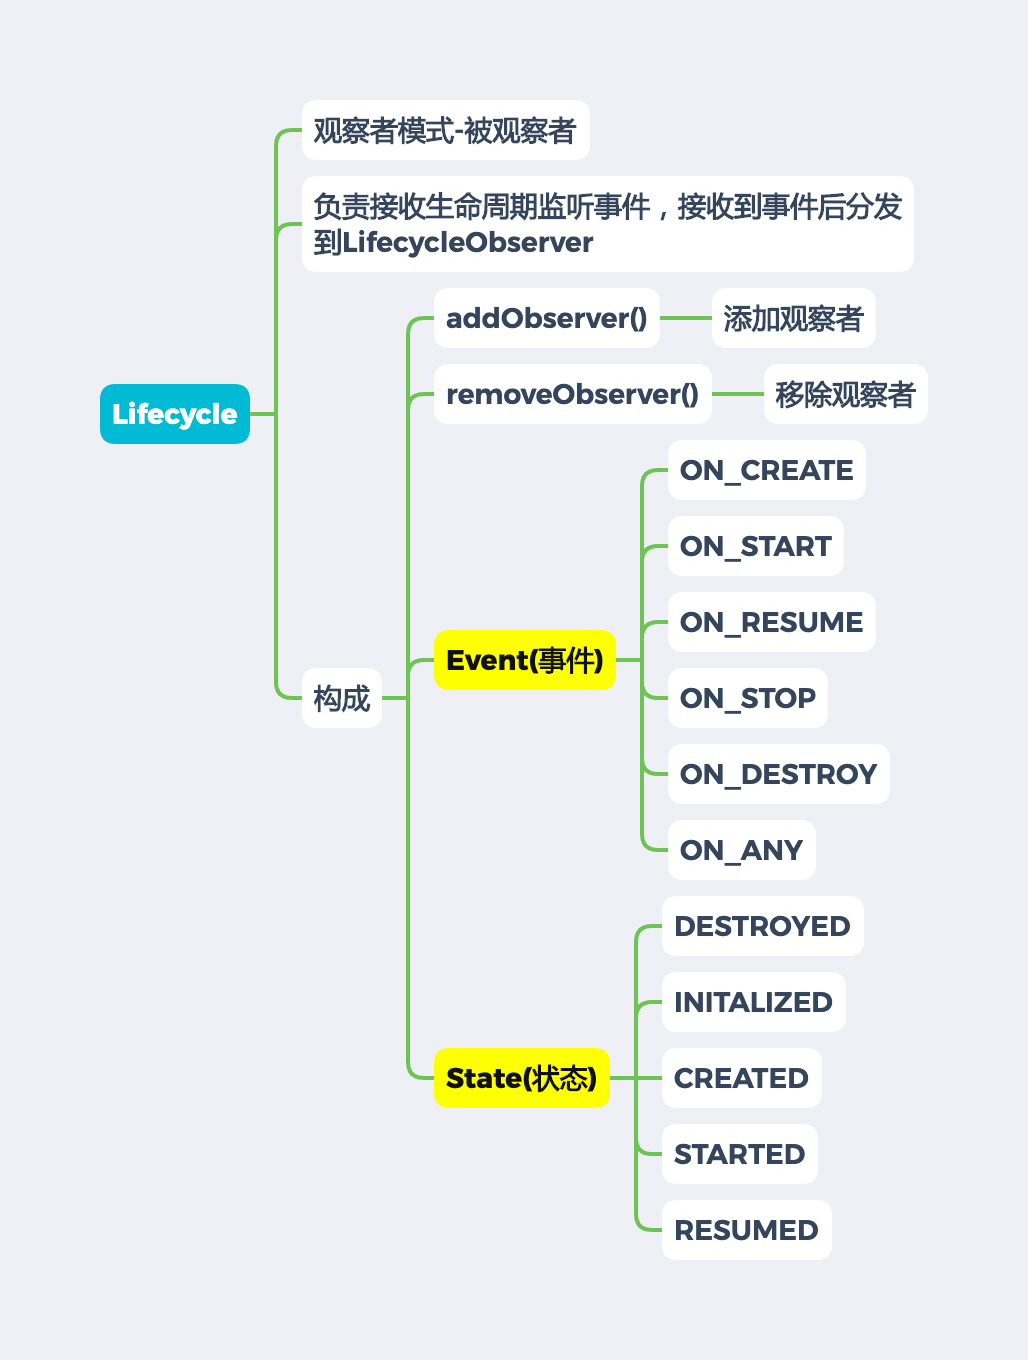 观察者模式-被观察者
负责接收生命周期监听事件，接收到事件后分发
到LifecycleObserver
addObserver()
添加观察者
removeObserver()
移除观察者
Lifecycle
构成
Event(事件)
ON_CREATE
ON_START
ON_RESUME
ON_STOP
ON_DESTROY
ON_ANY
State(状态)
DESTROYED
INITALIZED
CREATED
STARTED
RESUMED